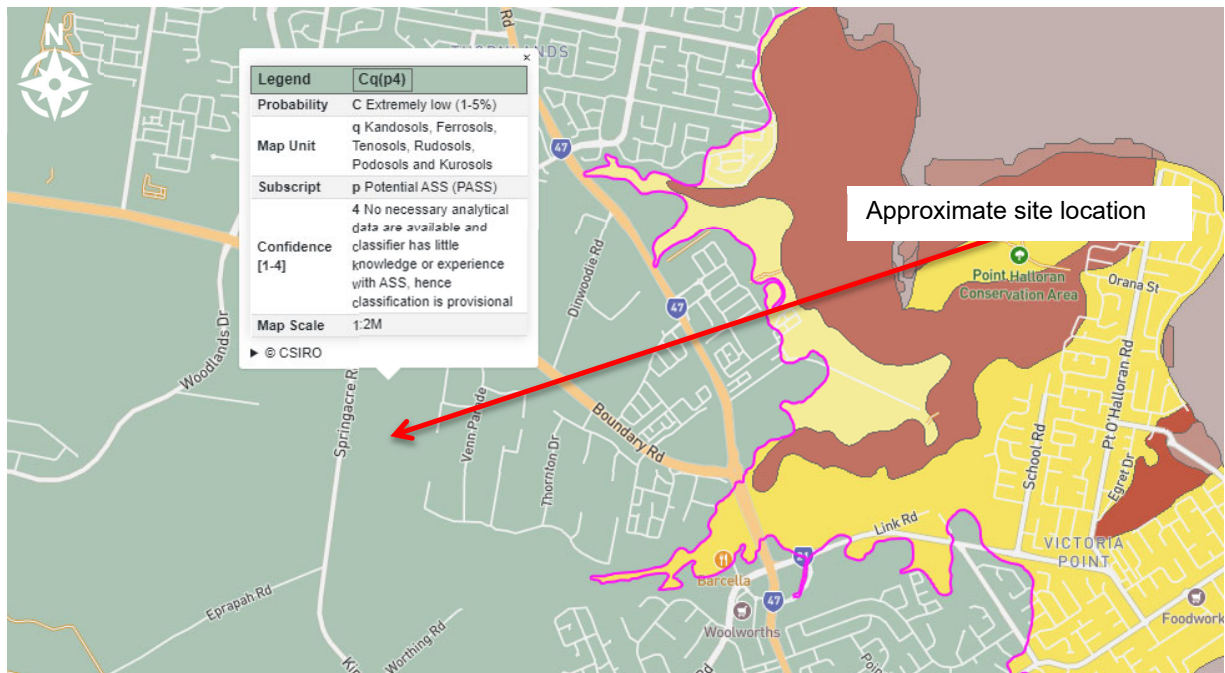 N
Rd
THORNLANDS
×
Legend Cq(p4)
Probability C Extremely low (1-5%)
Map Unit q Kandosols, Ferrosols,
Tenosols, Rudosols,
Podosols and Kurosols
Subscript p Potential ASS (PASS)
Confidence
[1-4]
4 No necessary analytical
data are available and
classifier has little
knowledge or experience
with ASS, hence
classification is provisional
Map Scale 1:2M
▶ © CSIRO
47
Approximate site location
Dinwoodie Rd
Point Halloran
Conservation Area
Orana St
47
Woodlands Dr
Springacre R
Venn Parade
Thornton Dr
Boundary Rd
School Rd
Pt O'Halloran Rd
Egret Dr
Link Rd
VICTORIA
POINT
Barcella
47
Eprapah Rd
Worthing Rd
Woolworths
Foodwork
Rd